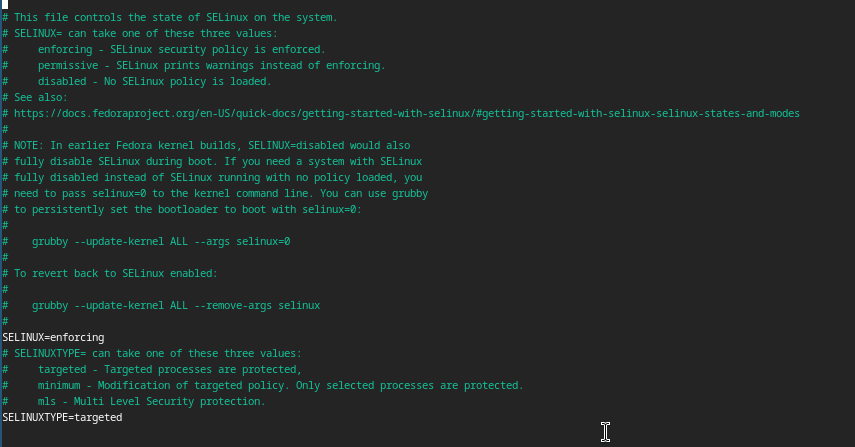 # This file controls the state of SELinux on the system.
# SELINUX= can take one of these three values:
#     enforcing - SELinux security policy is enforced.
#     permissive - SELinux prints warnings instead of enforcing.
#     disabled - No SELinux policy is loaded.
# See also:
# https://docs.fedoraproject.org/en-US/quick-docs/getting-started-with-selinux/#getting-started-with-selinux-selinux-states-and-modes
#
# NOTE: In earlier Fedora kernel builds, SELINUX=disabled would also
# fully disable SELinux during boot. If you need a system with SELinux
# fully disabled instead of SELinux running with no policy loaded, you
# need to pass selinux=0 to the kernel command line. You can use grubby
# to persistently set the bootloader to boot with selinux=0:
#
#    grubby --update-kernel ALL --args selinux=0
#
# To revert back to SELinux enabled:
#
#    grubby --update-kernel ALL --remove-args selinux
#
SELINUX=enforcing
# SELINUXTYPE= can take one of these three values:
#     targeted - Targeted processes are protected,
#     minimum - Modification of targeted policy. Only selected processes are protected.
#     mls - Multi Level Security protection.
SELINUXTYPE=targeted